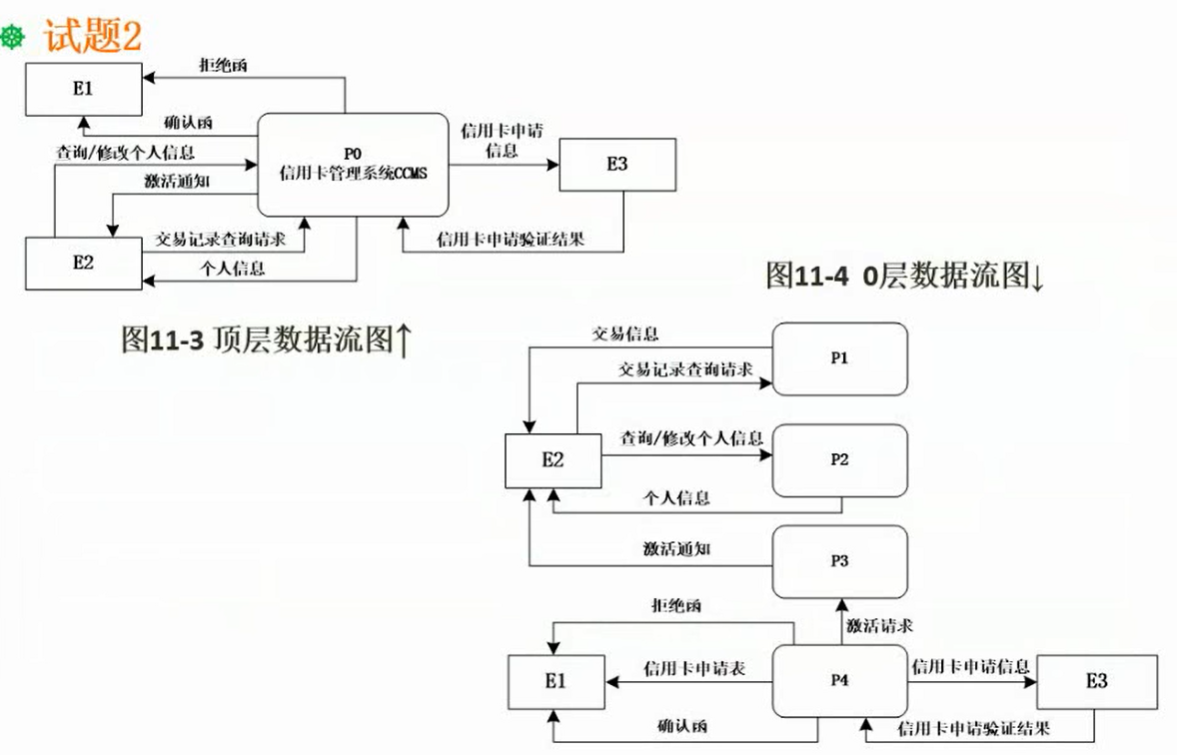 试题2
拒绝函
E1
确认函
查询/修改个人信息
激活通知
P0
信用卡管理系统CCMS
信用卡申请
信息
E3
E2
交易记录查询请求
个人信息
信用卡申请验证结果
图11-3 顶层数据流图↑
图11-4 0层数据流图↓
交易信息
P1
交易记录查询请求
E2
查询/修改个人信息
P2
个人信息
激活通知
P3
拒绝函
激活请求
E1
信用卡申请表
P4
信用卡申请信息
E3
确认函
信用卡申请验证结果